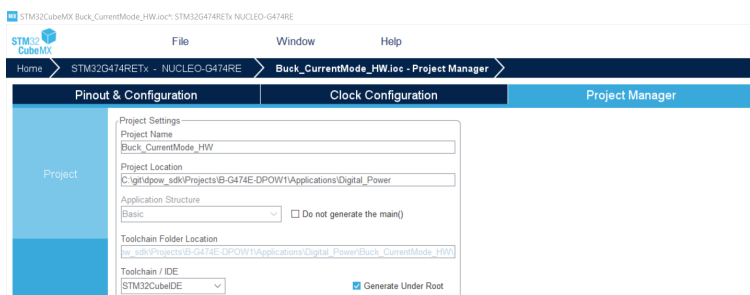 MX STM32CubeMX Buck_CurrentMode_HW.ioc*: STM32G474RETx NUCLEO-G474RE
STM32 CubeMX File Window Help
Home STM32G474RETx - NUCLEO-G474RE Buck_CurrentMode_HW.ioc - Project Manager
Pinout & Configuration Clock Configuration Project Manager
Project
Project Settings
Project Name
Buck_CurrentMode_HW
Project Location
C:\git\dpow_sdk\Projects\B-G474E-DPOW1\Applications\Digital_Power
Application Structure
Basic Do not generate the main()
Toolchain Folder Location
ow_sdk\Projects\B-G474E-DPOW1\Applications\Digital_Power\Buck_CurrentMode_HW\
Toolchain / IDE
STM32CubeIDE Generate Under Root